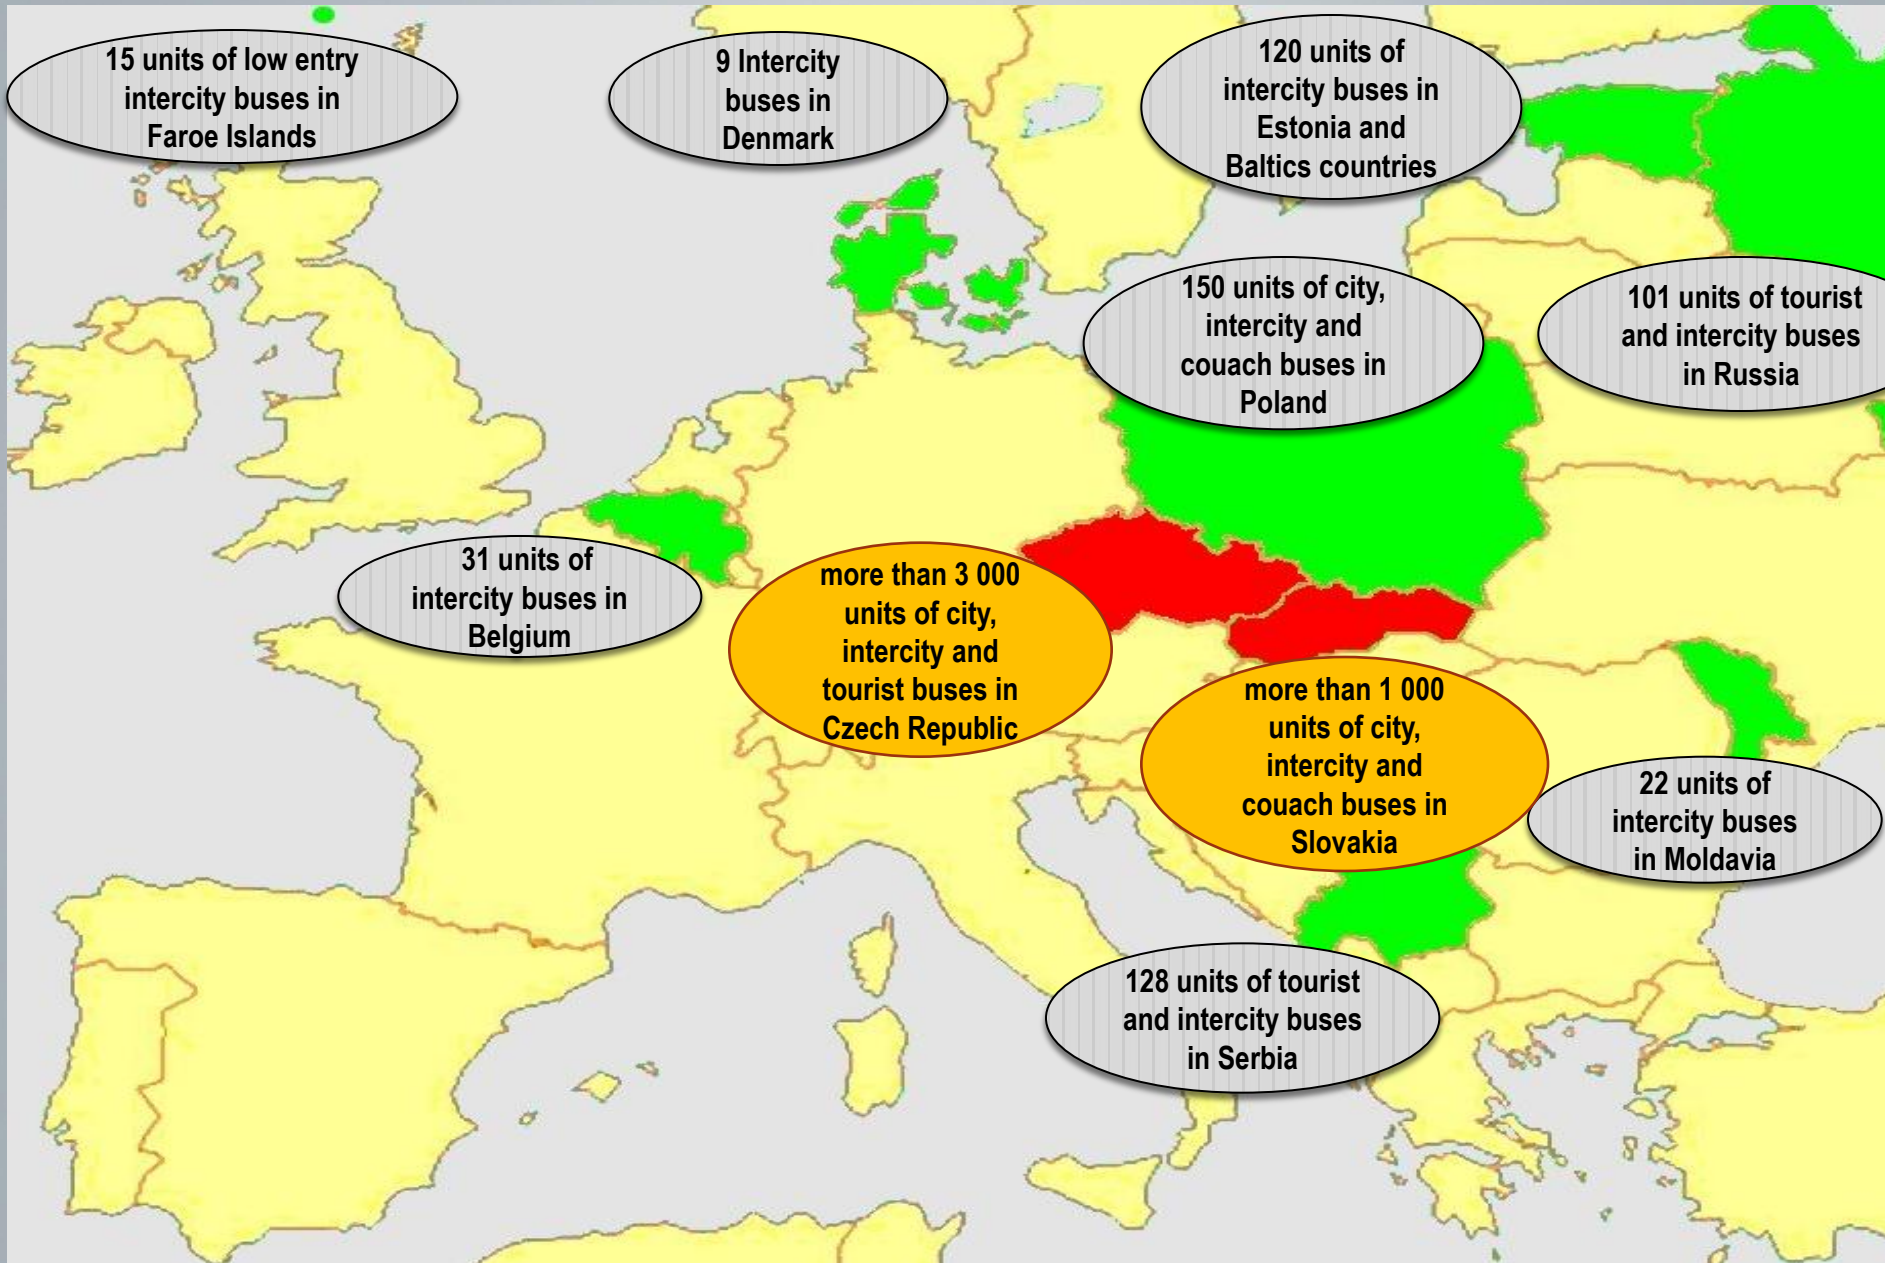 15 units of low entry
intercity buses in
Faroe Islands
9 Intercity
buses in
Denmark
120 units of
intercity buses in
Estonia and
Baltics countries
150 units of city,
intercity and
couach buses in
Poland
101 units of tourist
and intercity buses
in Russia
31 units of
intercity buses in
Belgium
more than 3 000
units of city,
intercity and
tourist buses in
Czech Republic
more than 1 000
units of city,
intercity and
couach buses in
Slovakia
22 units of
intercity buses
in Moldavia
128 units of tourist
and intercity buses
in Serbia